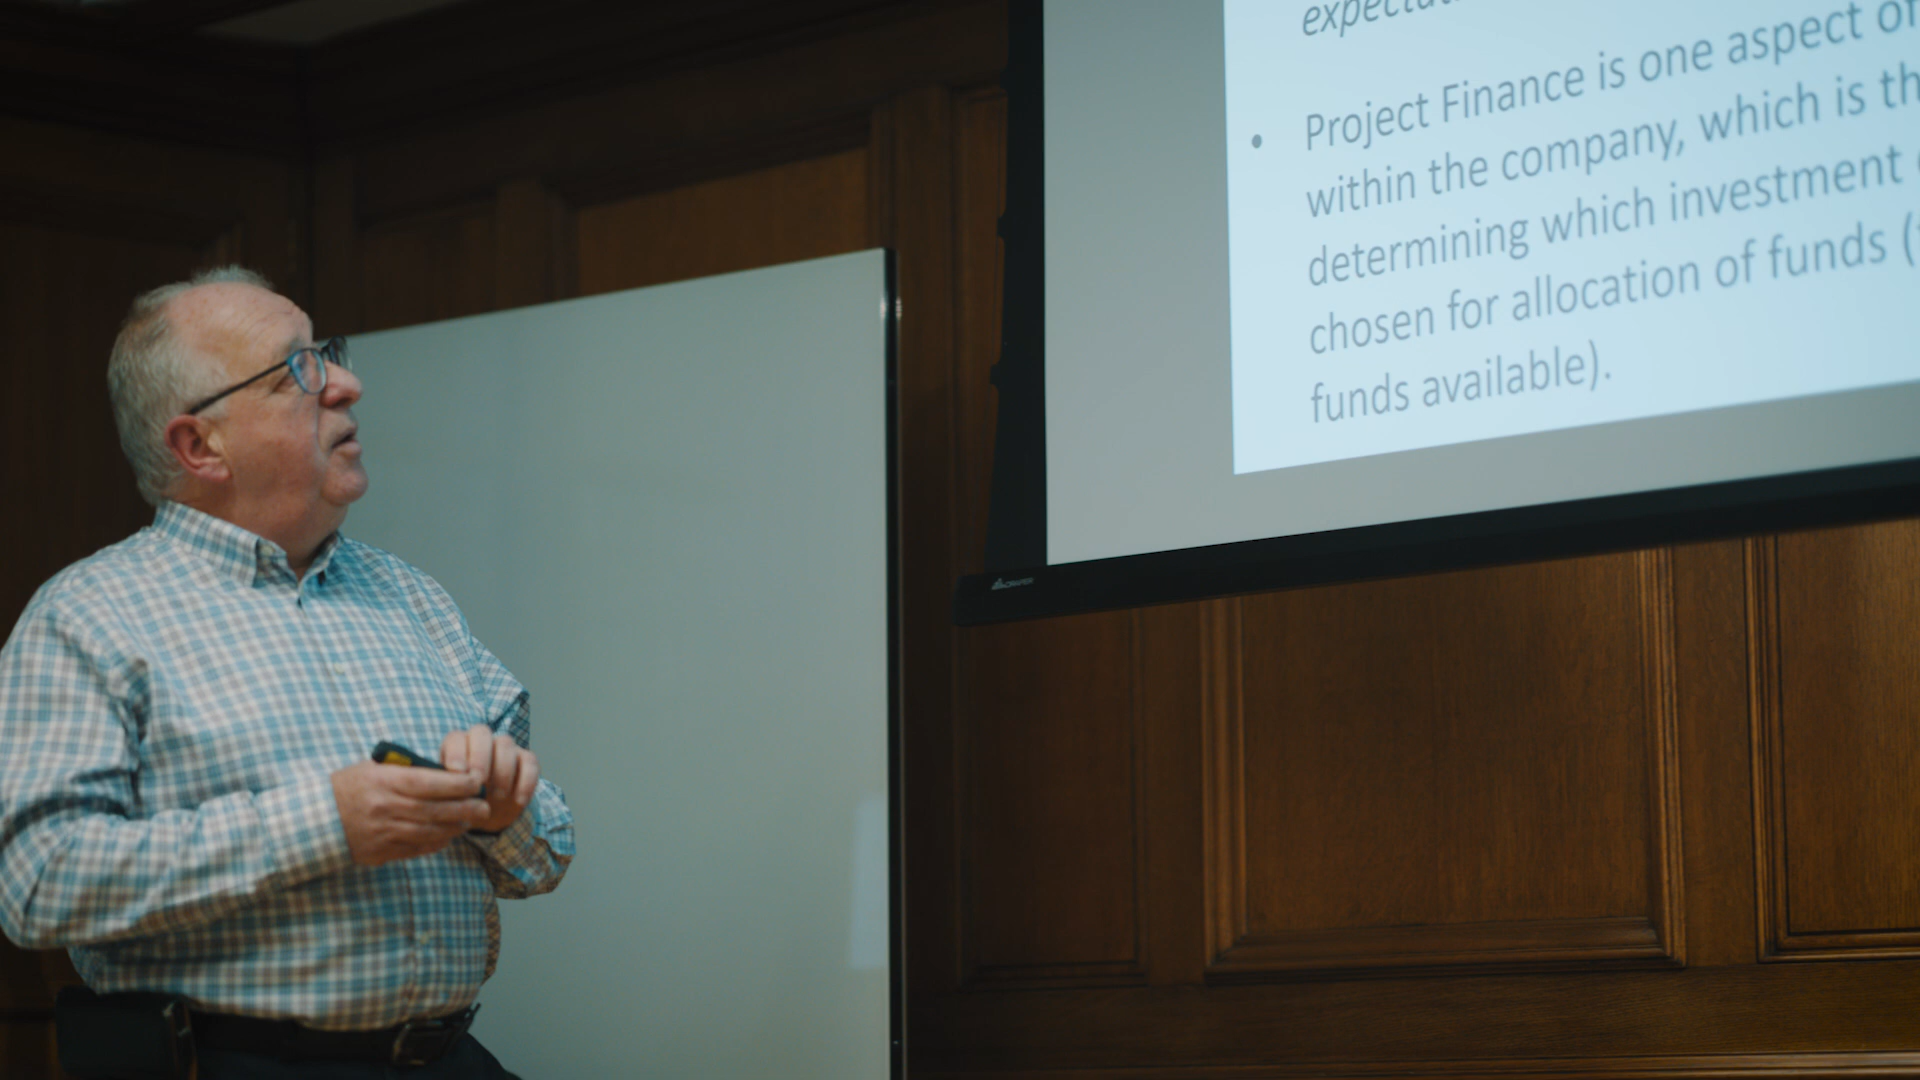 Project Finance is one aspect of
within the company, which is th
determining which investment
chosen for allocation of funds (
funds available).
DRAPER